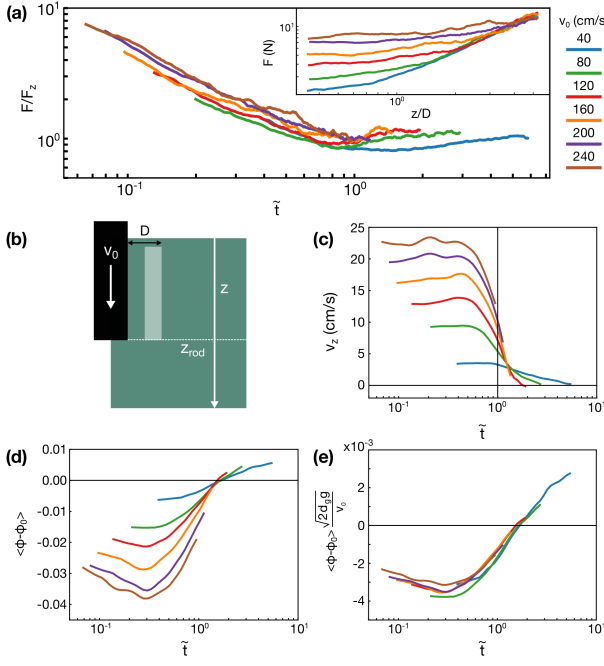 (a)
F/F_z
10^1
10^0
10^-1
10^0
10^1
t̃
F (N)
10^1
10^0
z/D
v_0 (cm/s)
40
80
120
160
200
240
(b)
D
v_0
z
z_rod
(c)
v_z (cm/s)
25
20
15
10
5
0
10^-1
10^0
10^1
t̃
(d)
<ϕ-ϕ_0>
0.01
0.00
-0.01
-0.02
-0.03
-0.04
10^-1
10^0
10^1
t̃
(e)
×10^-3
<ϕ-ϕ_0> √2d_g g / v_0
2
0
-2
-4
10^-1
10^0
10^1
t̃